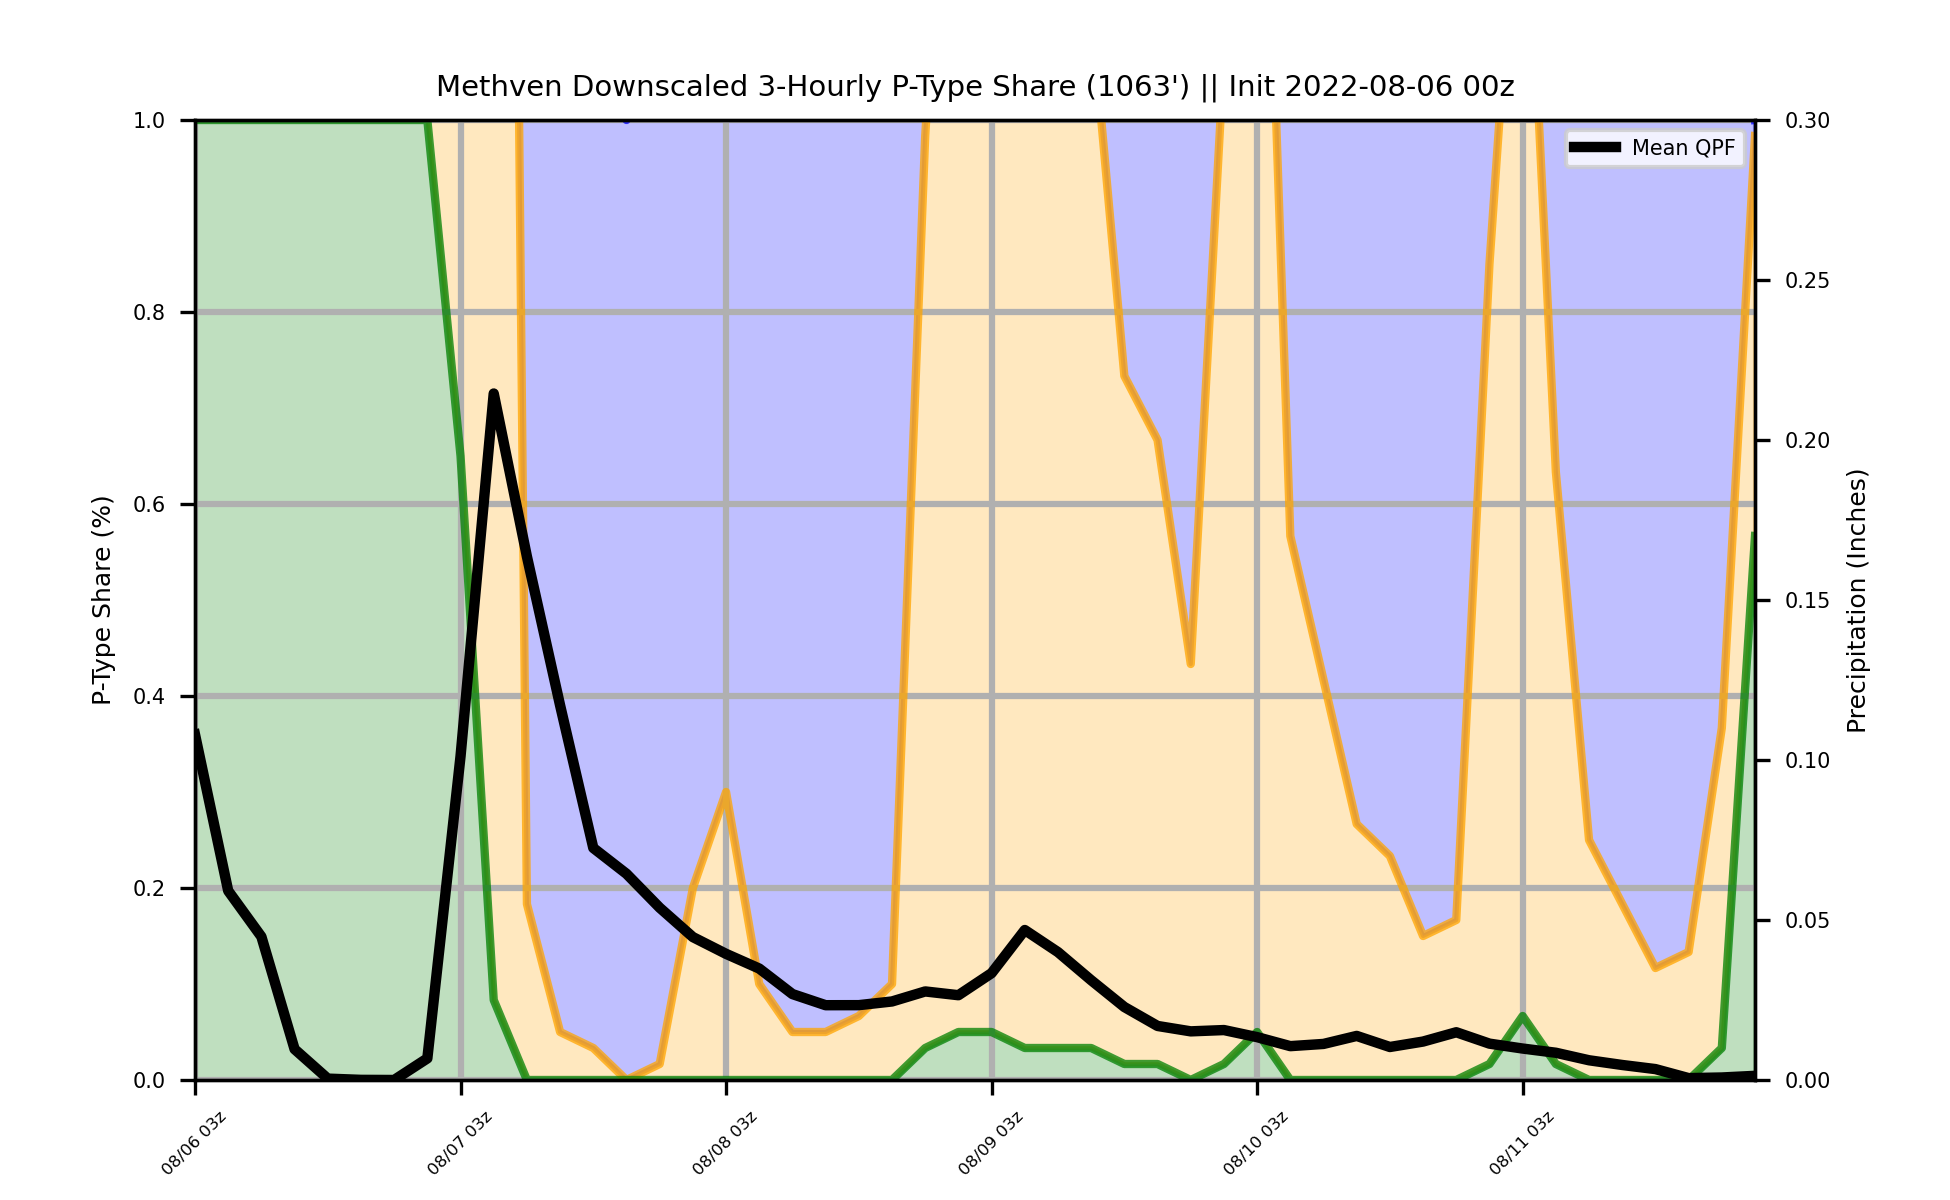 Methven Downscaled 3-Hourly P-Type Share (1063') || Init 2022-08-06 00z
1.0
0.8
0.6
0.4
0.2
0.0
P-Type Share (%)
Mean QPF
0.30
0.25
0.20
0.15
0.10
0.05
0.00
Precipitation (Inches)
08/06 03z
08/07 03z
08/08 03z
08/09 03z
08/10 03z
08/11 03z